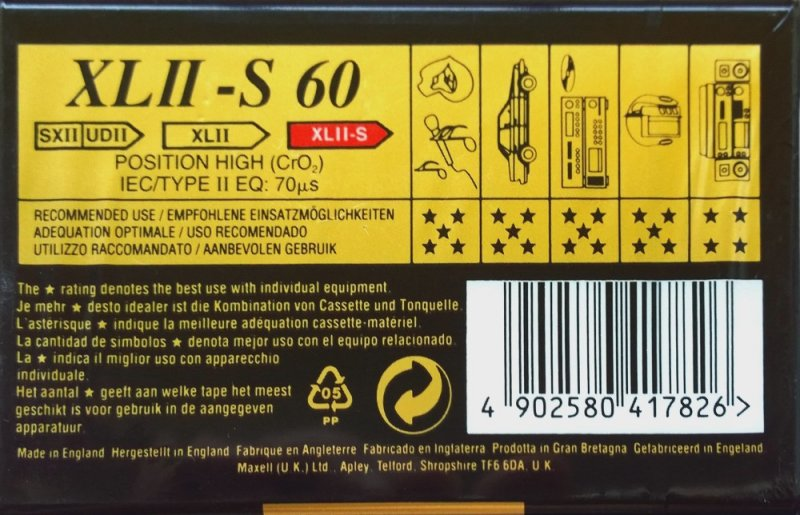 XLII-S 60
SXII UDII XLII XLII-S
POSITION HIGH (CrO₂)
IEC/TYPE II EQ: 70µs
RECOMMENDED USE / EMPFOHLENE EINSATZMÖGLICHKEITEN
ADEQUATION OPTIMALE / USO RECOMENDADO
UTILIZZO RACCOMANDATO / AANBEVOLEN GEBRUIK
The ★ rating denotes the best use with individual equipment.
Je mehr ★ desto idealer ist die Kombination von Cassette und Tonquelle.
L'astérisque ★ indique la meilleure adéquation cassette-matériel.
La cantidad de simbolos ★ denota mejor uso con el equipo relacionado.
La ★ indica il miglior uso con apparecchio
individuale.
Het aantal ★ geeft aan welke tape het meest
geschikt is voor gebruik in de aangegeven
apparatuur.
05
PP
4 902580 417826 >
Made in England Hergestellt in England Fabrique en Angleterre Fabricado en Inglaterra Prodotta in Gran Bretagna Gefabriceerd in Engeland
Maxell (U.K.) Ltd., Apley, Telford, Shropshire TF6 6DA, U.K